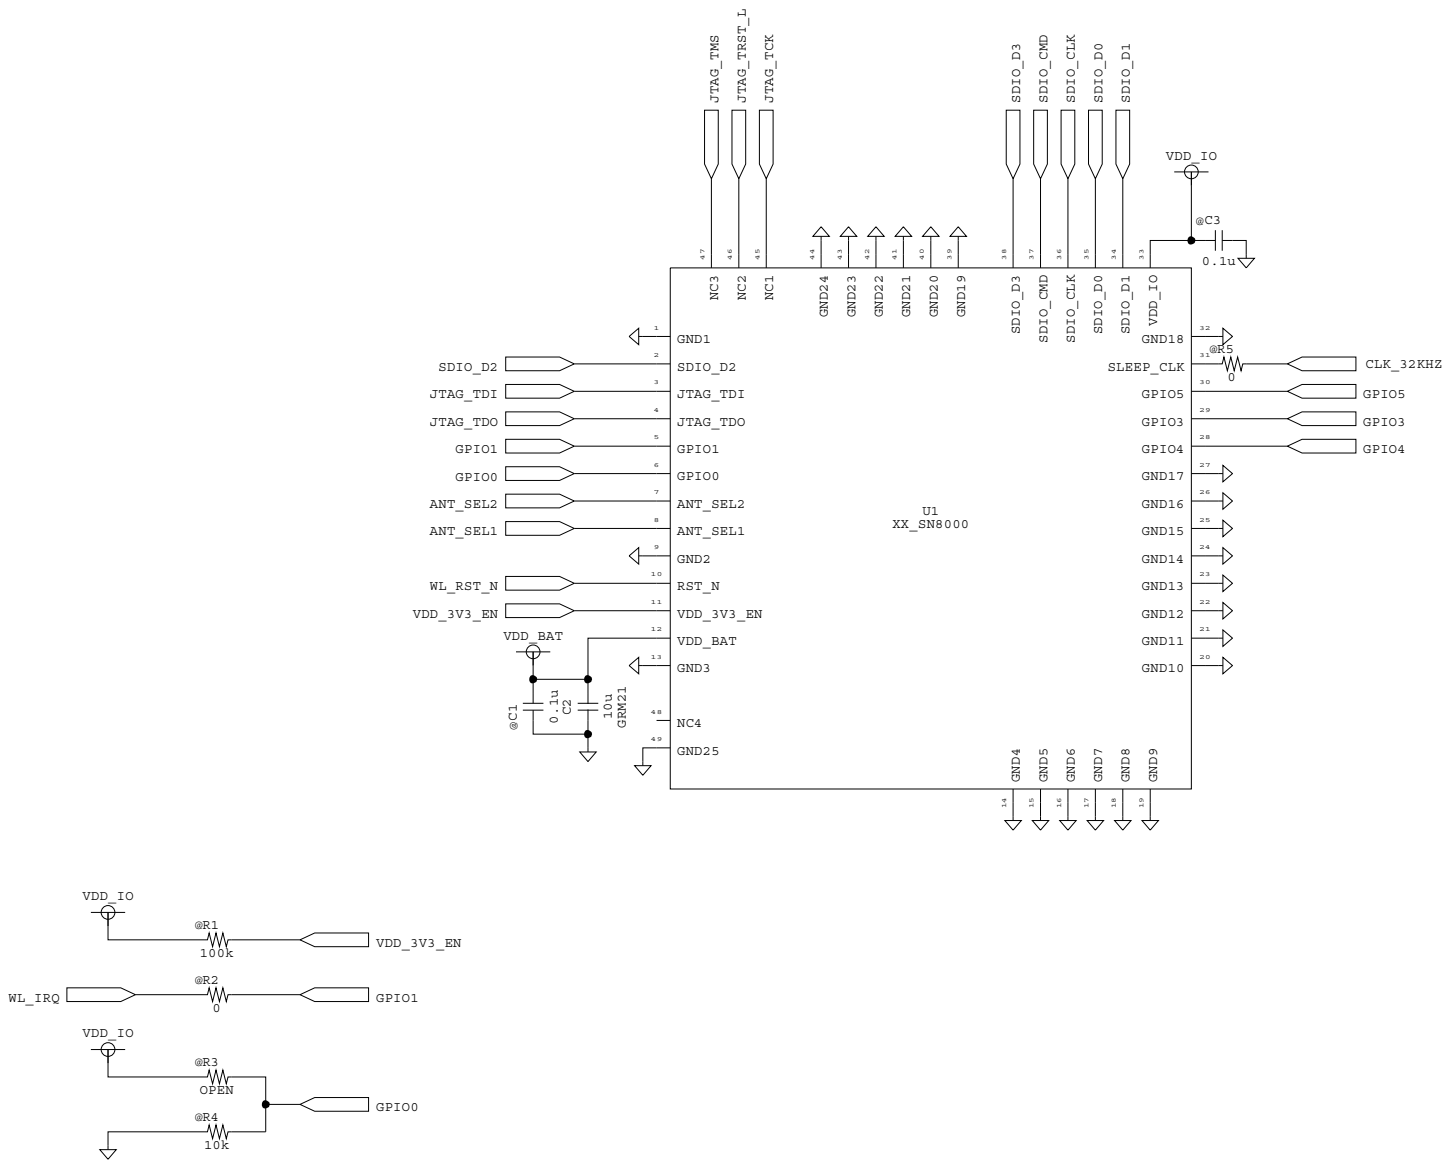 JTAG_TMS
JTAG_TRST_L
JTAG_TCK
SDIO_D3
SDIO_CMD
SDIO_CLK
SDIO_D0
SDIO_D1
VDD_IO
@C3
0.1u
47
46
45
44
43
42
41
40
39
38
37
36
35
34
33
NC3
NC2
NC1
GND24
GND23
GND22
GND21
GND20
GND19
SDIO_D3
SDIO_CMD
SDIO_CLK
SDIO_D0
SDIO_D1
VDD_IO
1 GND1
SDIO_D2 2 SDIO_D2
JTAG_TDI 3 JTAG_TDI
JTAG_TDO 4 JTAG_TDO
GPIO1 5 GPIO1
GPIO0 6 GPIO0
ANT_SEL2 7 ANT_SEL2
ANT_SEL1 8 ANT_SEL1
9 GND2
WL_RST_N 10 RST_N
VDD_3V3_EN 11 VDD_3V3_EN
VDD_BAT
12 VDD_BAT
13 GND3
@C1
0.1u
C2
10u
GRM21
48 NC4
49 GND25
U1
XX_SN8000
GND18 32
@R5
SLEEP_CLK 31 CLK_32KHZ
0
GPIO5 30 GPIO5
GPIO3 29 GPIO3
GPIO4 28 GPIO4
GND17 27
GND16 26
GND15 25
GND14 24
GND13 23
GND12 22
GND11 21
GND10 20
GND4
GND5
GND6
GND7
GND8
GND9
14
15
16
17
18
19
VDD_IO
@R1
100k
VDD_3V3_EN
WL_IRQ
@R2
0
GPIO1
VDD_IO
@R3
OPEN
GPIO0
@R4
10k